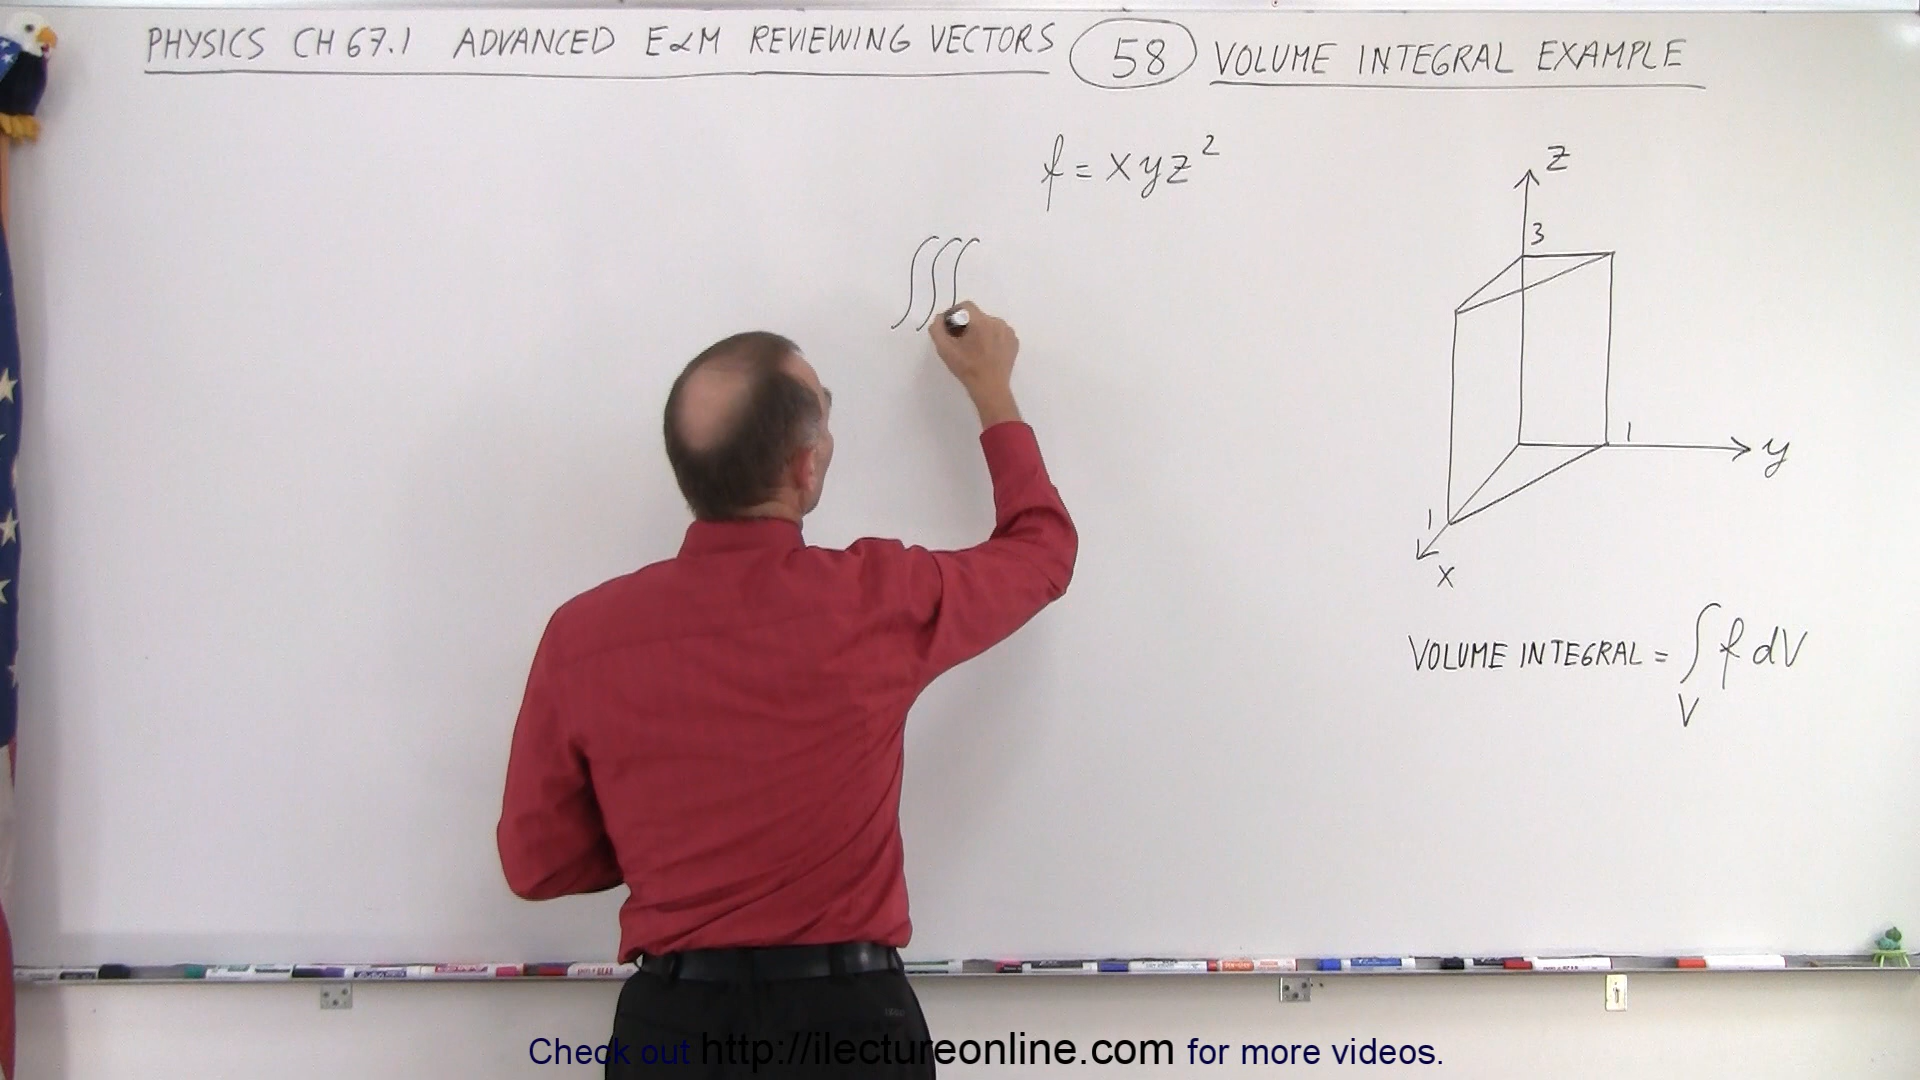 PHYSICS CH 67.1 ADVANCED E&M REVIEWING VECTORS 58 VOLUME INTEGRAL EXAMPLE
f = xyz²
∫∫∫
z
3
1
y
1
x
VOLUME INTEGRAL = ∫ f dV
V
Check out http://ilectureonline.com for more videos.